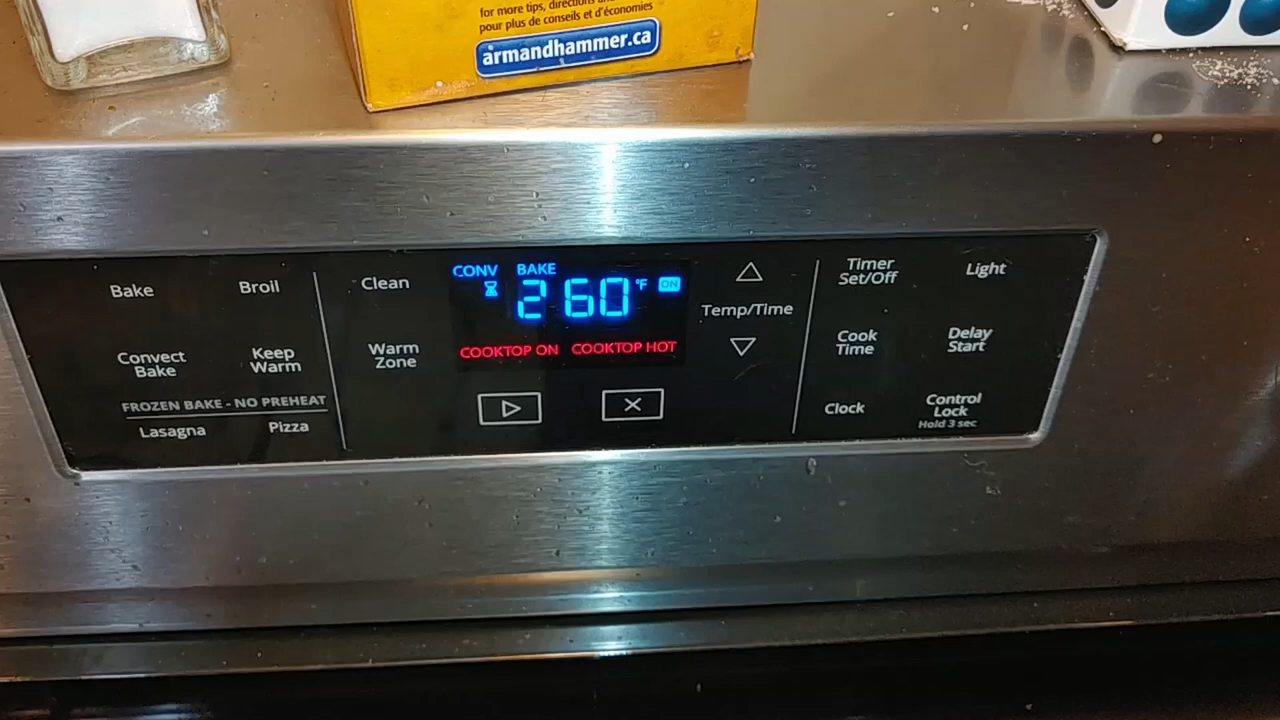 for more tips, directions
pour plus de conseils et d'économies
armandhammer.ca
Bake
Broil
Clean
CONV BAKE
260 °F ON
Temp/Time
Timer
Set/Off
Light
Convect
Bake
Keep
Warm
Warm
Zone
COOKTOP ON COOKTOP HOT
Cook
Time
Delay
Start
FROZEN BAKE - NO PREHEAT
Lasagna
Pizza
Clock
Control
Lock
Hold 3 sec